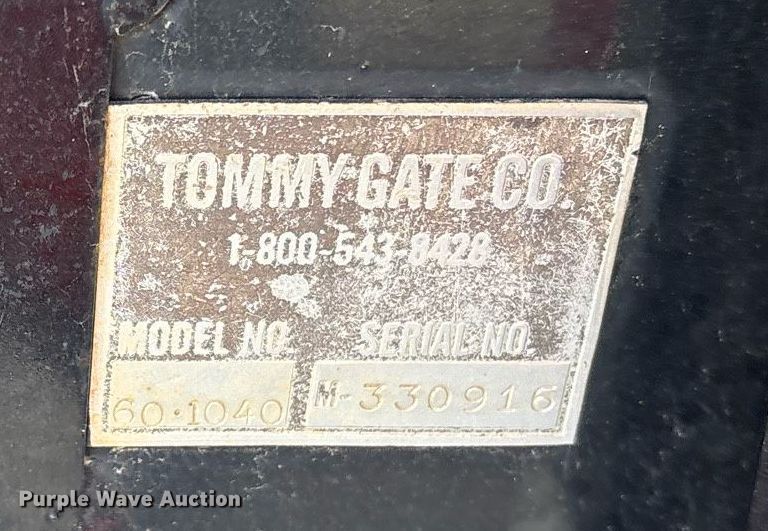 TOMMY GATE CO.
1-800-543-8428
MODEL NO. SERIAL NO.
60·1040 M-330916
Purple Wave Auction